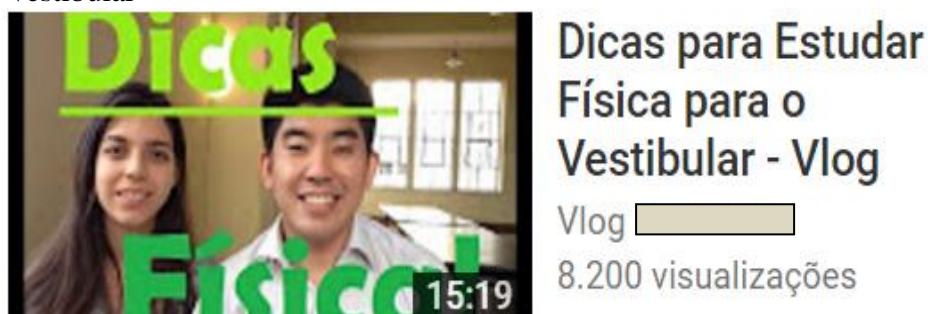 Dicas
Física!
15:19
Dicas para Estudar
Física para o
Vestibular - Vlog
Vlog
8.200 visualizações